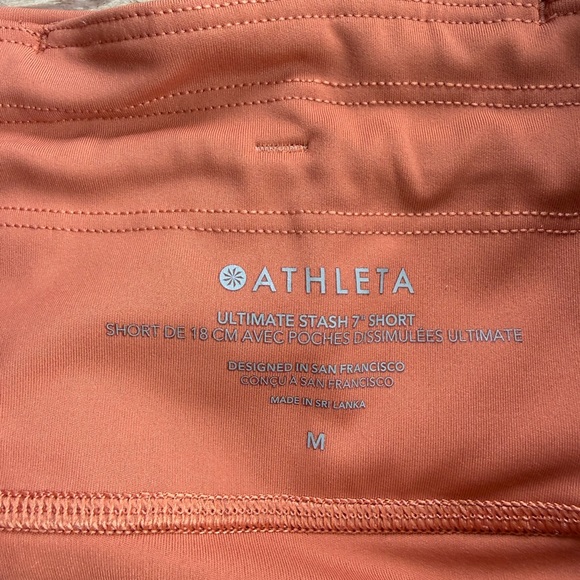 ATHLETA
ULTIMATE STASH 7" SHORT
SHORT DE 18 CM AVEC POCHES DISSIMULÉES ULTIMATE
DESIGNED IN SAN FRANCISCO
CONÇU À SAN FRANCISCO
MADE IN SRI LANKA
M